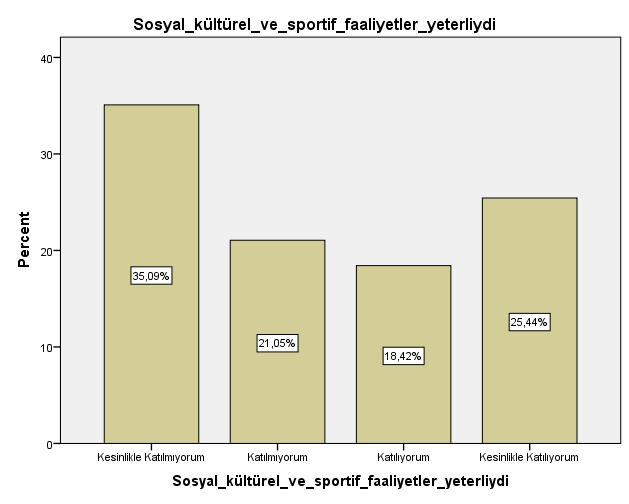 Sosyal_kültürel_ve_sportif_faaliyetler_yeterliydi
40
30
20
10
0
Percent
35,09%
21,05%
18,42%
25,44%
Kesinlikle Katılmıyorum
Katılmıyorum
Katılıyorum
Kesinlikle Katılıyorum
Sosyal_kültürel_ve_sportif_faaliyetler_yeterliydi